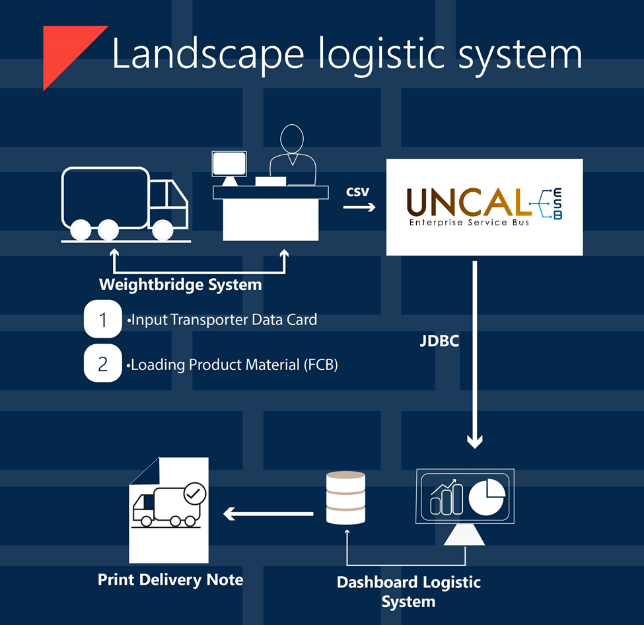 Landscape logistic system
CSV
UNCAL ESB
Enterprise Service Bus
Weightbridge System
1 •Input Transporter Data Card
2 •Loading Product Material (FCB)
JDBC
Print Delivery Note
Dashboard Logistic
System